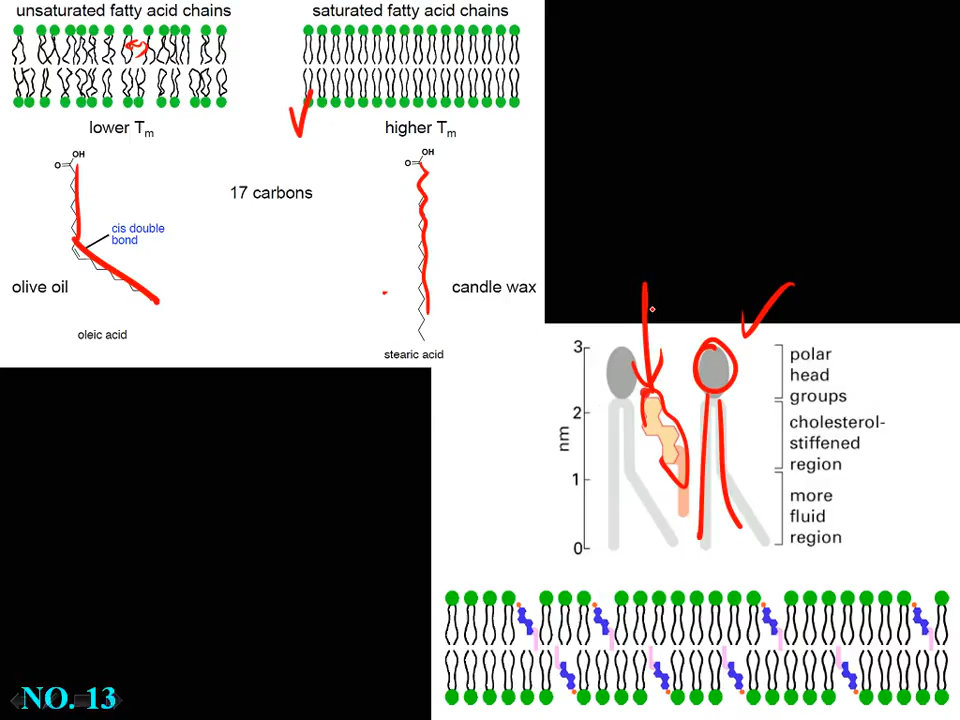 unsaturated fatty acid chains
saturated fatty acid chains
lower Tm
higher Tm
OH
O
OH
O
17 carbons
cis double
bond
olive oil
candle wax
oleic acid
stearic acid
3
2
1
0
nm
polar
head
groups
cholesterol-
stiffened
region
more
fluid
region
NO. 13